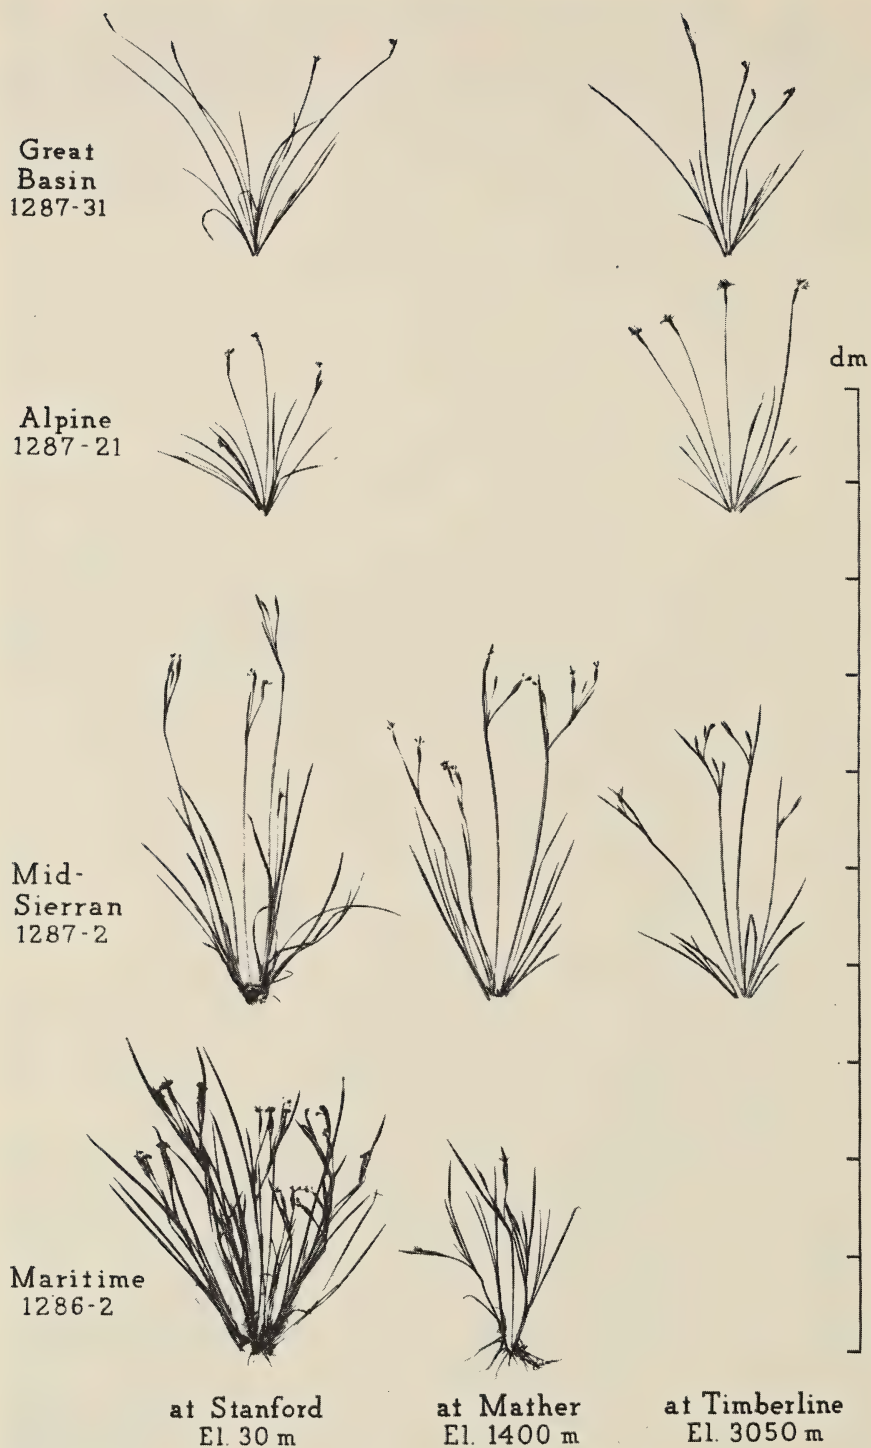 Great
Basin
1287-31
dm
Alpine
1287-21
Mid-
Sierran
1287-2
Maritime
1286-2
at Stanford
El. 30 m
at Mather
El. 1400 m
at Timberline
El. 3050 m